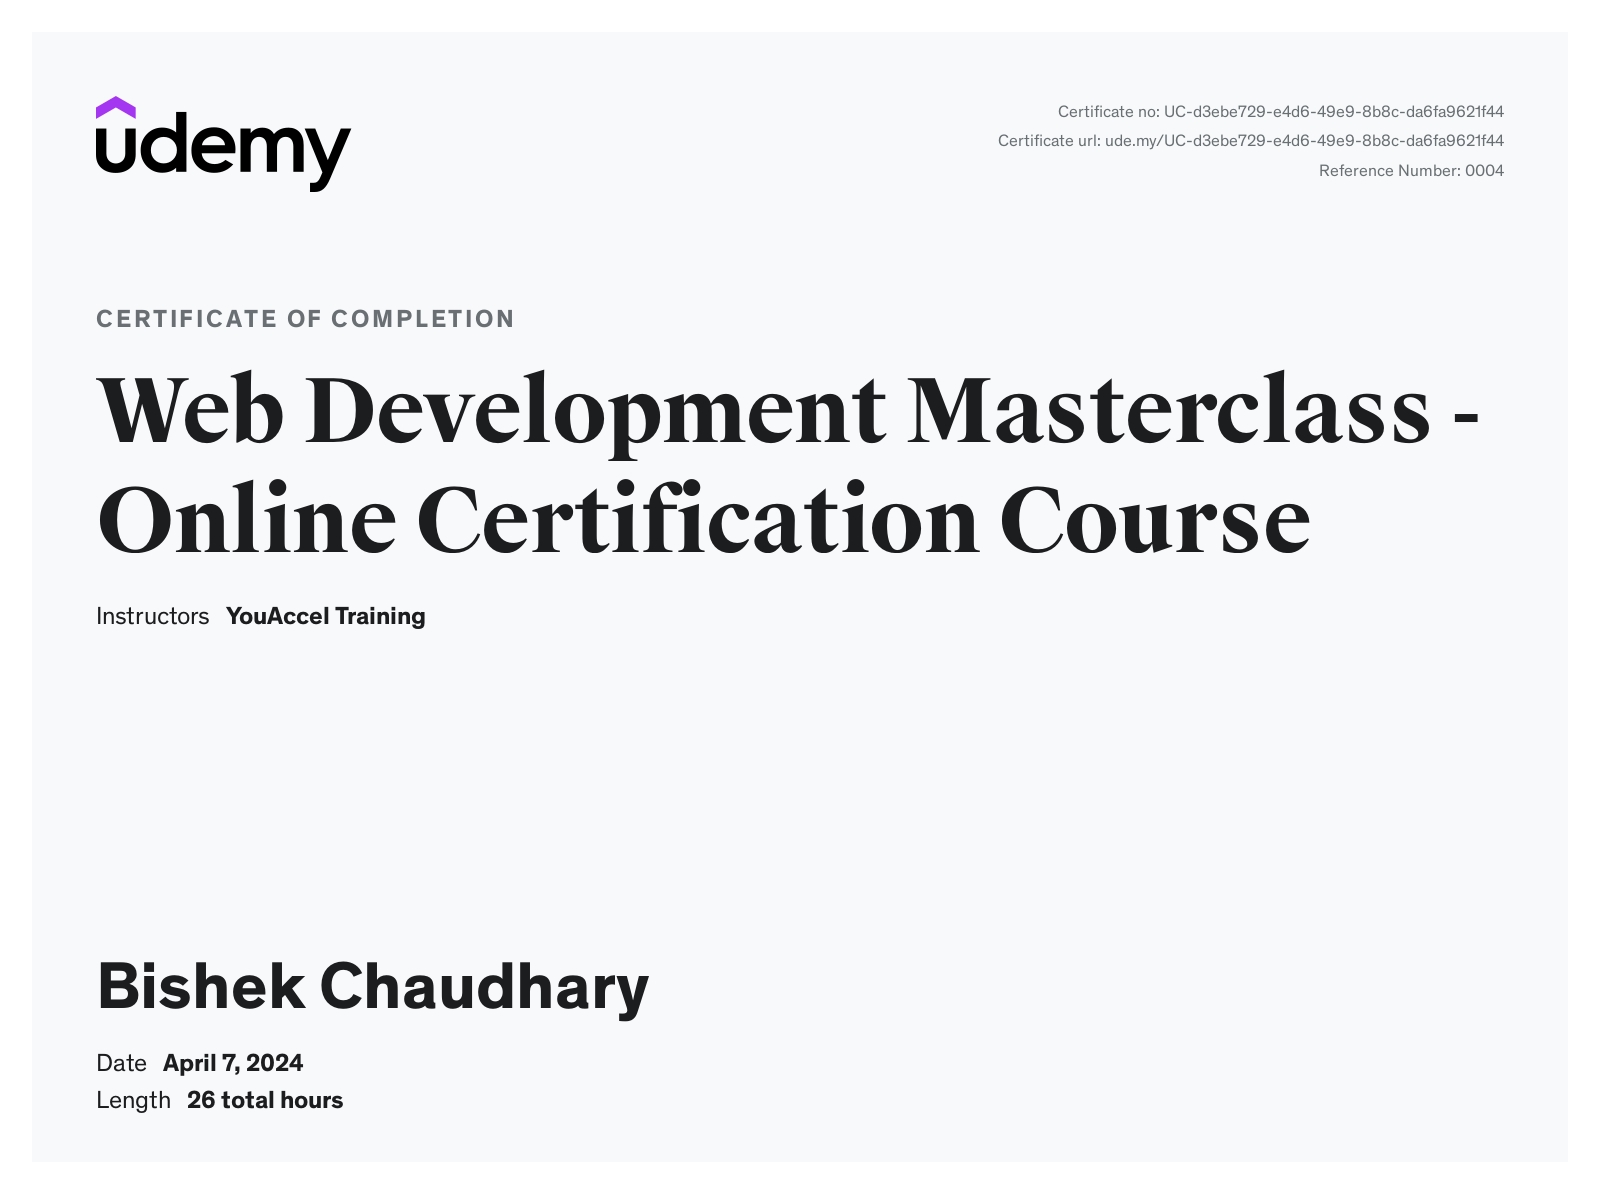 udemy
Certificate no: UC-d3ebe729-e4d6-49e9-8b8c-da6fa9621f44
Certificate url: ude.my/UC-d3ebe729-e4d6-49e9-8b8c-da6fa9621f44
Reference Number: 0004
CERTIFICATE OF COMPLETION
Web Development Masterclass -
Online Certification Course
Instructors YouAccel Training
Bishek Chaudhary
Date April 7, 2024
Length 26 total hours